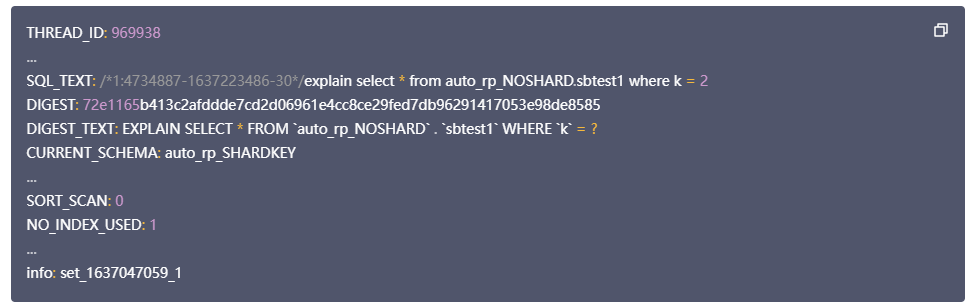 THREAD_ID: 969938
...
SQL_TEXT: /*1:4734887-1637223486-30*/explain select * from auto_rp_NOSHARD.sbtest1 where k = 2
DIGEST: 72e1165b413c2afddde7cd2d06961e4cc8ce29fed7db96291417053e98de8585
DIGEST_TEXT: EXPLAIN SELECT * FROM `auto_rp_NOSHARD` . `sbtest1` WHERE `k` = ?
CURRENT_SCHEMA: auto_rp_SHARDKEY
...
SORT_SCAN: 0
NO_INDEX_USED: 1
...
info: set_1637047059_1